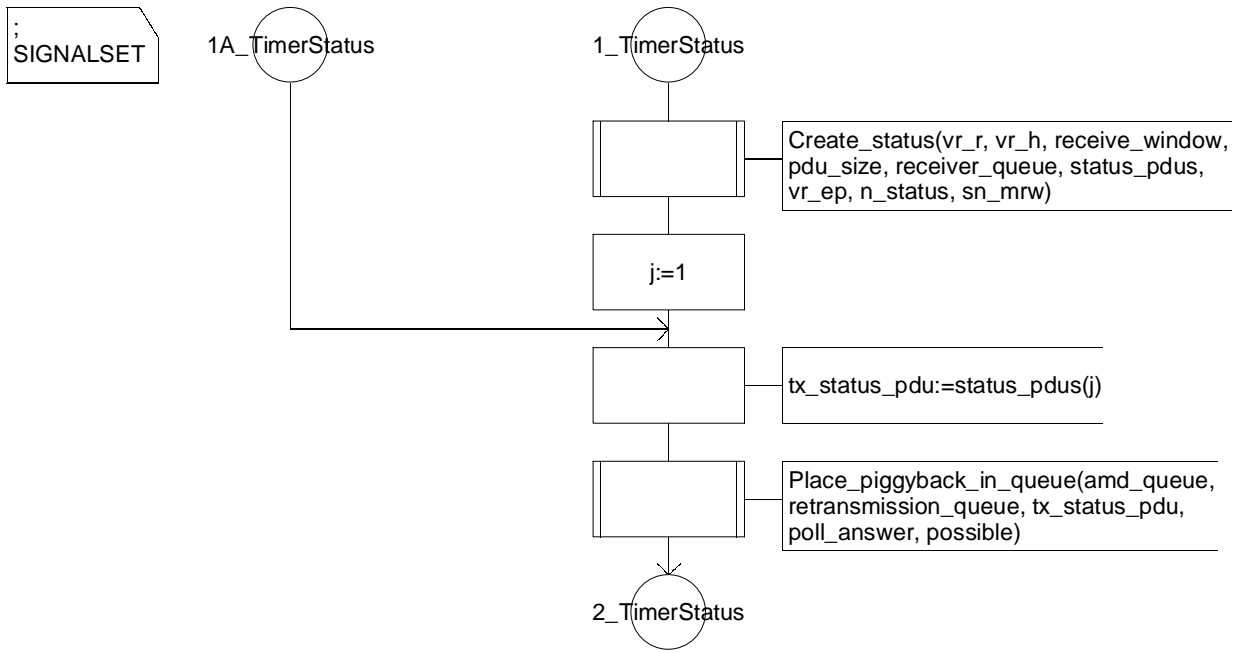 ;
SIGNALSET
1A_TimerStatus
1_TimerStatus
Create_status(vr_r, vr_h, receive_window,
pdu_size, receiver_queue, status_pdus,
vr_ep, n_status, sn_mrw)
j:=1
tx_status_pdu:=status_pdus(j)
Place_piggyback_in_queue(amd_queue,
retransmission_queue, tx_status_pdu,
poll_answer, possible)
2_TimerStatus